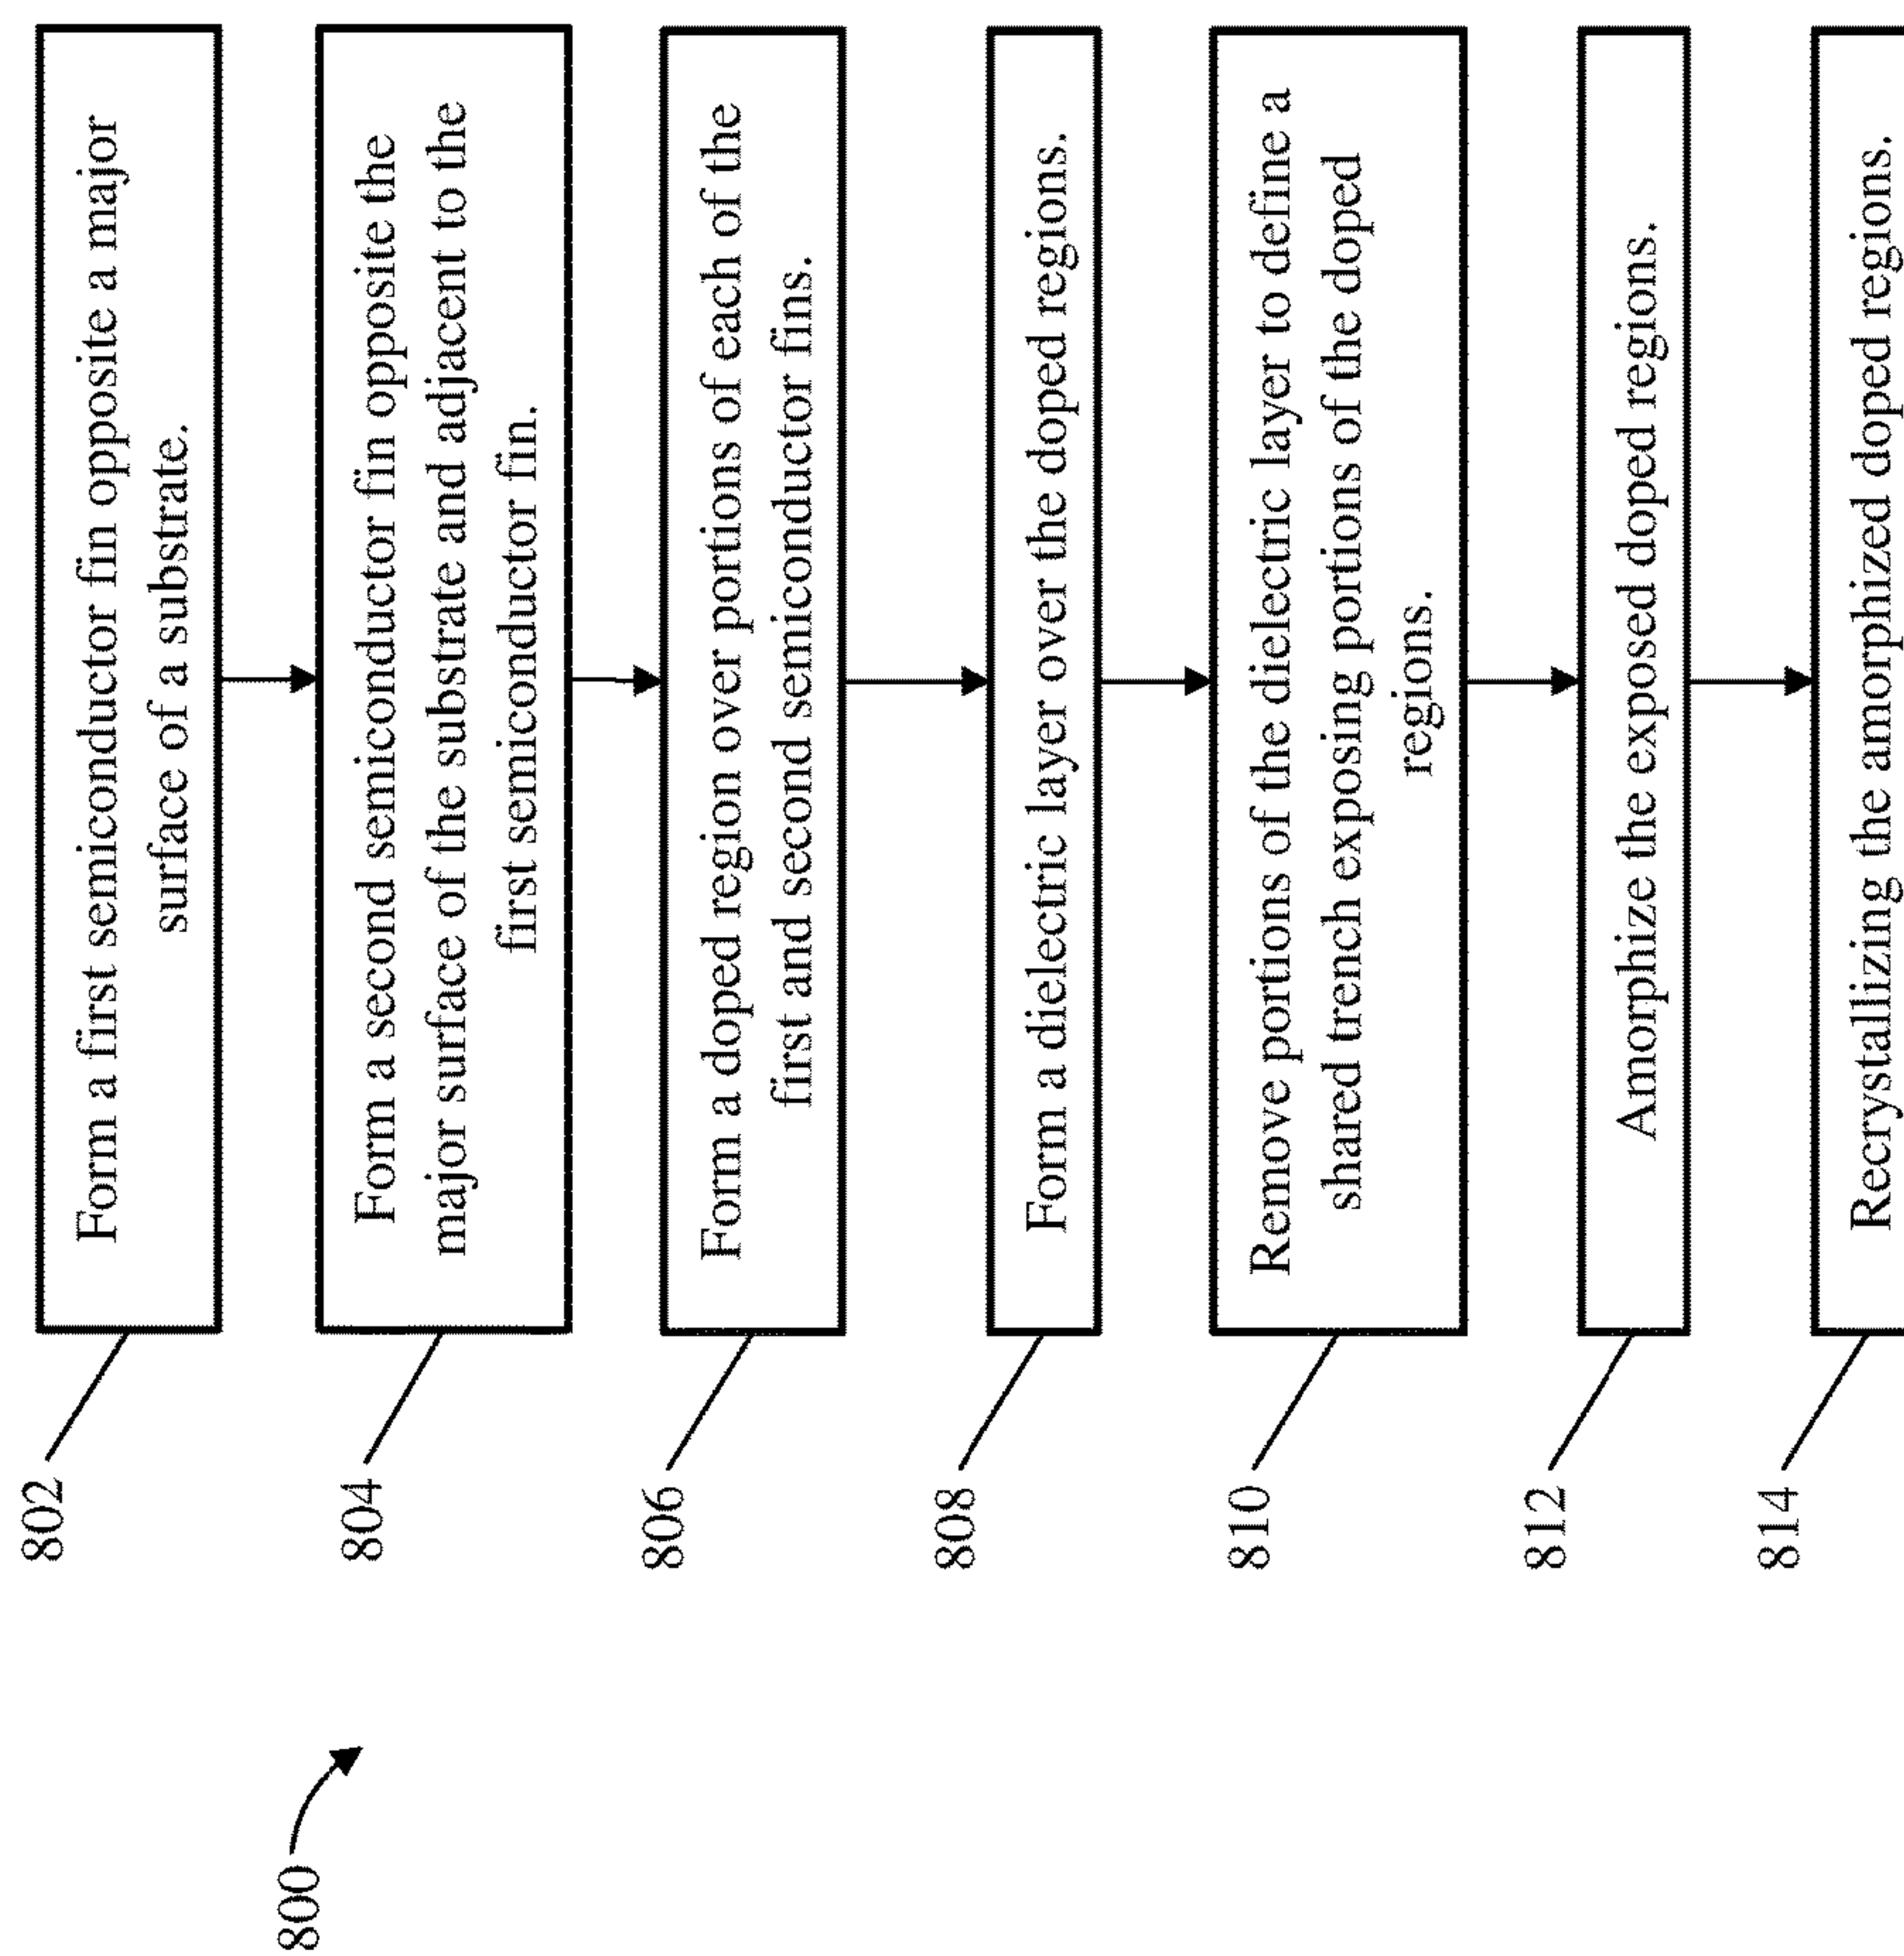 800
802
Form a first semiconductor fin opposite a major
surface of a substrate.
804
Form a second semiconductor fin opposite the
major surface of the substrate and adjacent to the
first semiconductor fin.
806
Form a doped region over portions of each of the
first and second semiconductor fins.
808
Form a dielectric layer over the doped regions.
810
Remove portions of the dielectric layer to define a
shared trench exposing portions of the doped
regions.
812
Amorphize the exposed doped regions.
814
Recrystallizing the amorphized doped regions.